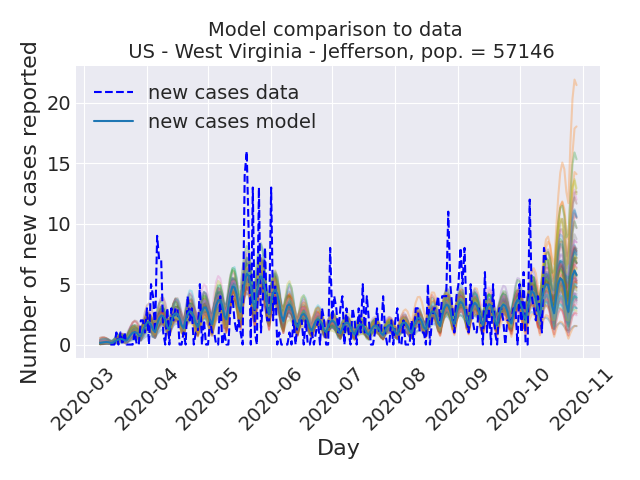 Model comparison to data
US - West Virginia - Jefferson, pop. = 57146
Number of new cases reported
20
15
10
5
0
new cases data
new cases model
2020-03
2020-04
2020-05
2020-06
2020-07
2020-08
2020-09
2020-10
2020-11
Day